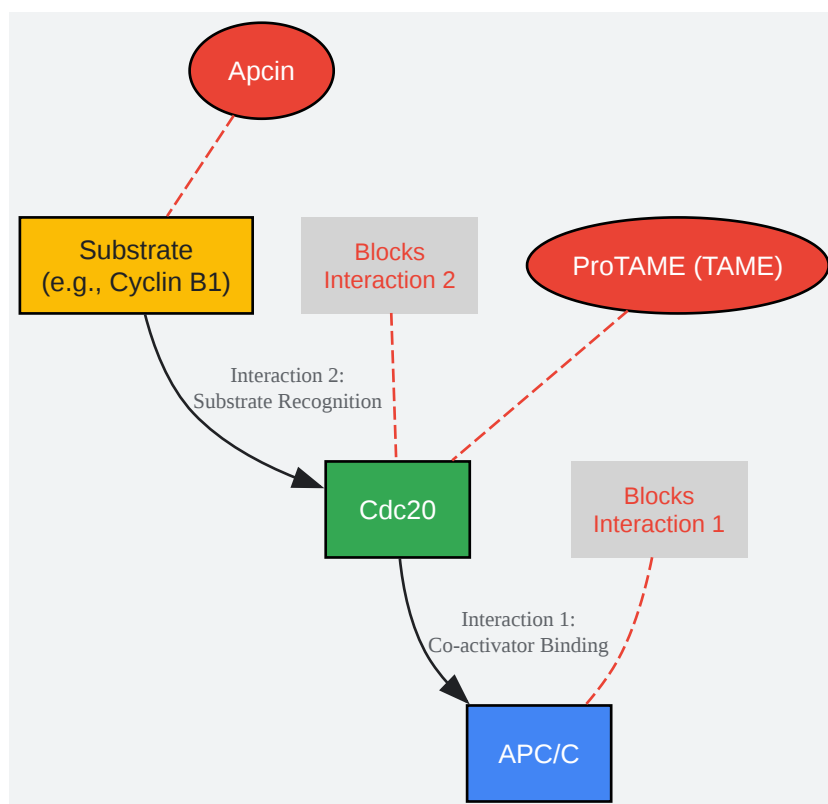 Apcin
Substrate
(e.g., Cyclin B1)
Blocks
Interaction 2
ProTAME (TAME)
Interaction 2:
Substrate Recognition
Cdc20
Blocks
Interaction 1
Interaction 1:
Co-activator Binding
APC/C